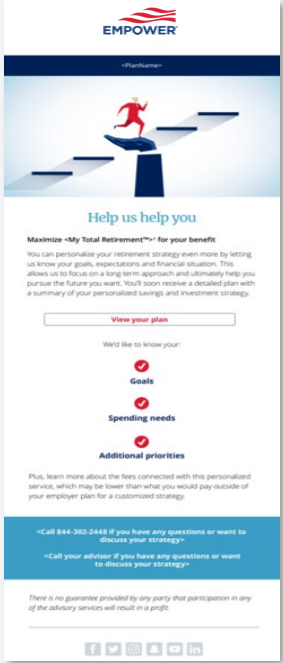 EMPOWER
<PlanName>
Help us help you
Maximize <My Total Retirement™>¹ for your benefit
You can personalize your retirement strategy even more by letting
us know your goals, expectations and financial situation. This
allows us to focus on a long-term approach and ultimately help you
pursue the future you want. You'll soon receive a detailed plan with
a summary of your personalized savings and investment strategy.
View your plan
We'd like to know your:
Goals
Spending needs
Additional priorities
Plus, learn more about the fees connected with this personalized
service, which may be lower than what you would pay outside of
your employer plan for a customized strategy.
<Call 844-302-2448 if you have any questions or want to
discuss your strategy>
<Call your advisor if you have any questions or want
to discuss your strategy>
There is no guarantee provided by any party that participation in any
of the advisory services will result in a profit.